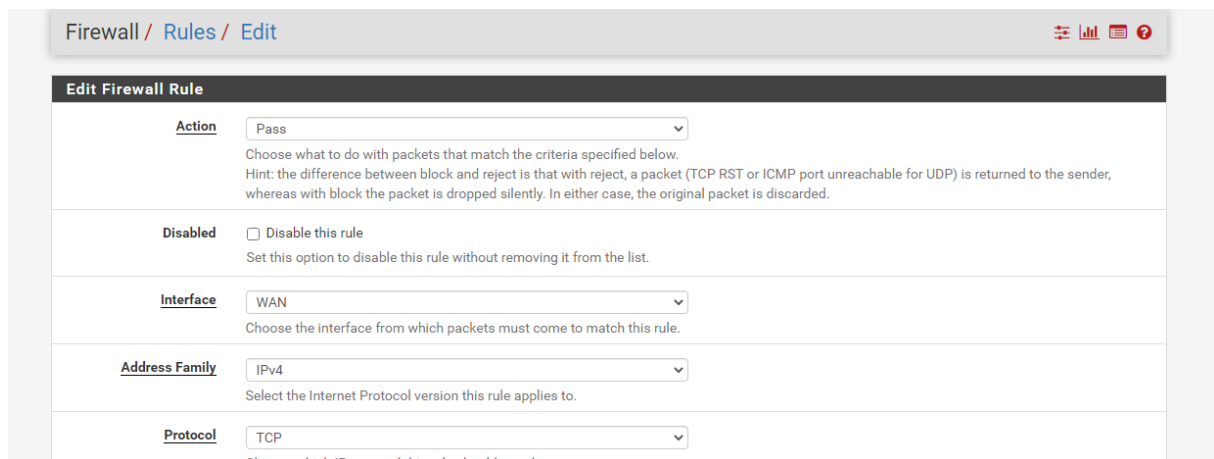 Firewall / Rules / Edit
Edit Firewall Rule
Action
Pass
Choose what to do with packets that match the criteria specified below.
Hint: the difference between block and reject is that with reject, a packet (TCP RST or ICMP port unreachable for UDP) is returned to the sender,
whereas with block the packet is dropped silently. In either case, the original packet is discarded.
Disabled
Disable this rule
Set this option to disable this rule without removing it from the list.
Interface
WAN
Choose the interface from which packets must come to match this rule.
Address Family
IPv4
Select the Internet Protocol version this rule applies to.
Protocol
TCP